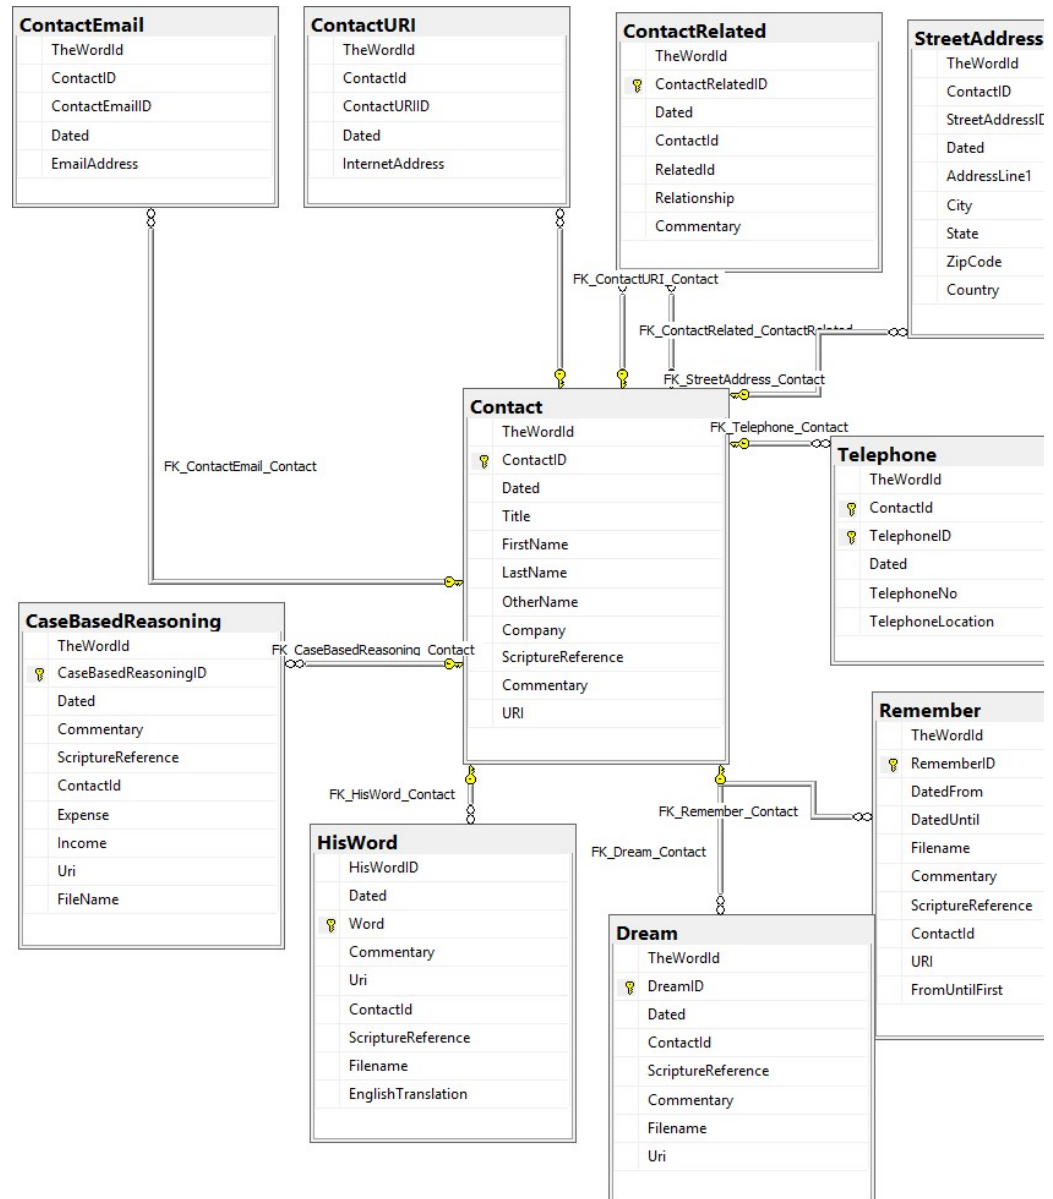 ContactEmail
TheWordId
ContactID
ContactEmailID
Dated
EmailAddress
ContactURI
TheWordId
ContactId
ContactURIID
Dated
InternetAddress
ContactRelated
TheWordId
ContactRelatedID
Dated
ContactId
RelatedId
Relationship
Commentary
StreetAddress
TheWordId
ContactID
StreetAddressID
Dated
AddressLine1
City
State
ZipCode
Country
FK_ContactURI_Contact
FK_ContactRelated_ContactRelated
FK_StreetAddress_Contact
FK_Telephone_Contact
FK_ContactEmail_Contact
Contact
TheWordId
ContactID
Dated
Title
FirstName
LastName
OtherName
Company
ScriptureReference
Commentary
URI
Telephone
TheWordId
ContactId
TelephoneID
Dated
TelephoneNo
TelephoneLocation
CaseBasedReasoning
TheWordId
CaseBasedReasoningID
Dated
Commentary
ScriptureReference
ContactId
Expense
Income
Uri
FileName
FK_CaseBasedReasoning_Contact
FK_HisWord_Contact
FK_Remember_Contact
FK_Dream_Contact
Remember
TheWordId
RememberID
DatedFrom
DatedUntil
Filename
Commentary
ScriptureReference
ContactId
URI
FromUntilFirst
HisWord
HisWordID
Dated
Word
Commentary
Uri
ContactId
ScriptureReference
Filename
EnglishTranslation
Dream
TheWordId
DreamID
Dated
ContactId
ScriptureReference
Commentary
Filename
Uri